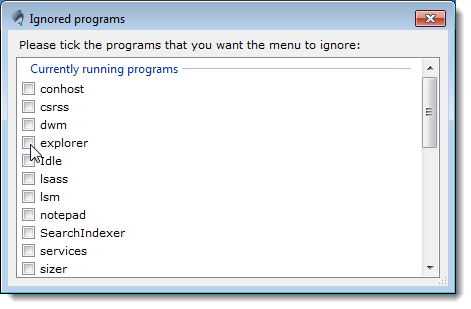 Ignored programs
Please tick the programs that you want the menu to ignore:
Currently running programs
conhost
csrss
dwm
explorer
Idle
lsass
lsm
notepad
SearchIndexer
services
sizer